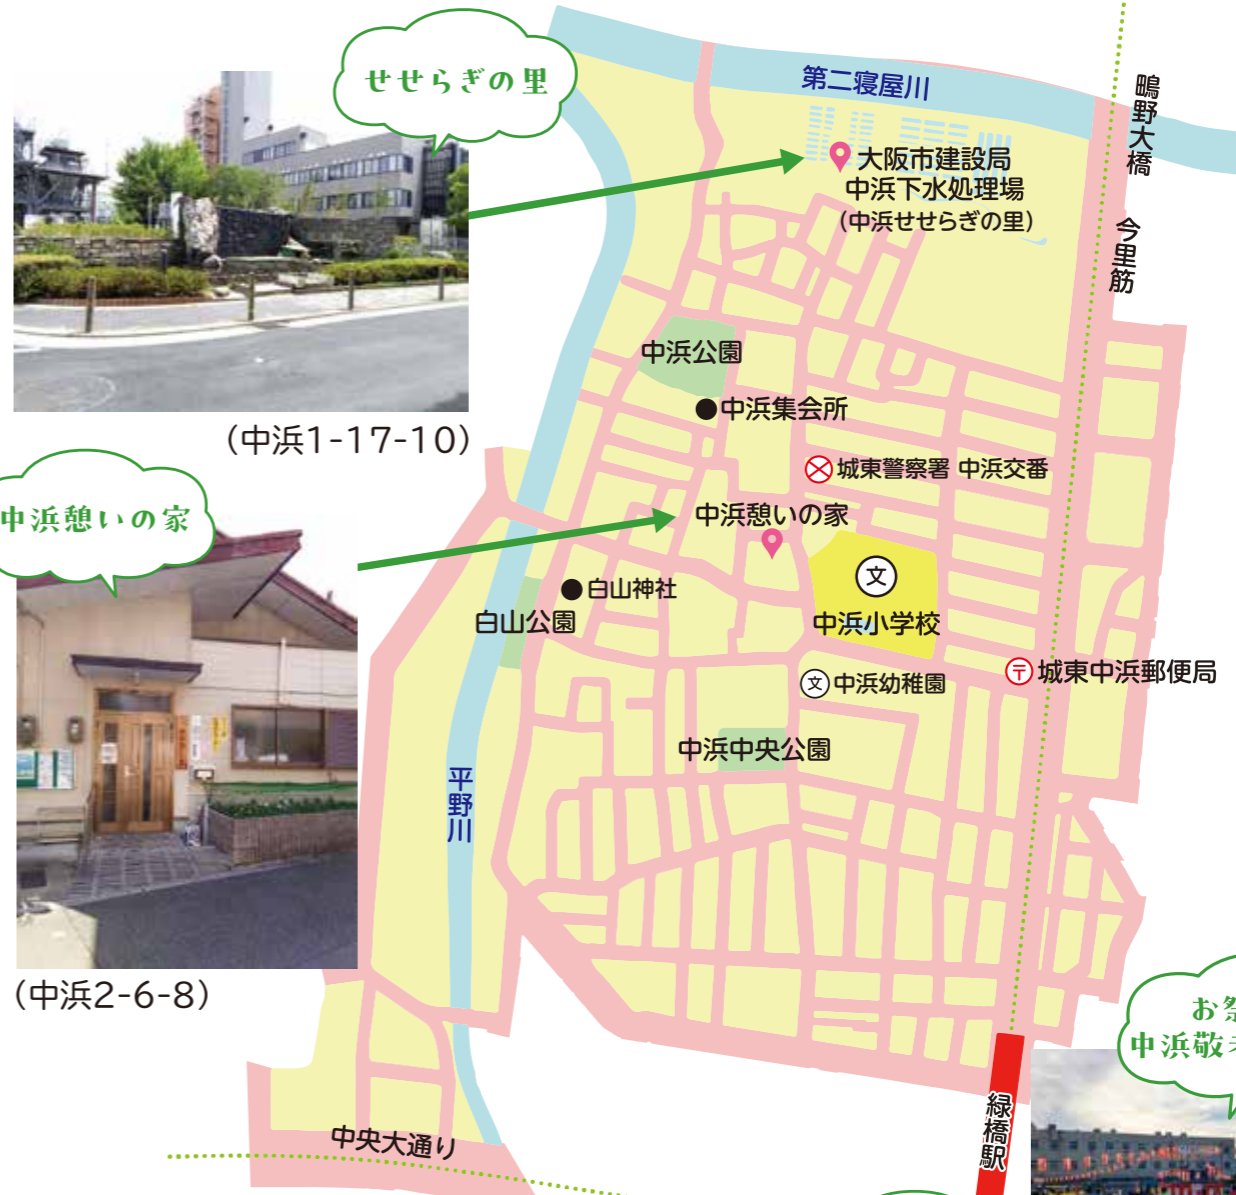 せせらぎの里
(中浜1-17-10)
中浜憩いの家
(中浜2-6-8)
第二寝屋川
鴫野大橋
今里筋
大阪市建設局
中浜下水処理場
(中浜せせらぎの里)
中浜公園
中浜集会所
城東警察署 中浜交番
中浜憩いの家
文
中浜小学校
白山神社
白山公園
〒
城東中浜郵便局
文
中浜幼稚園
中浜中央公園
平野川
中央大通り
緑橋駅
お祭
中浜敬